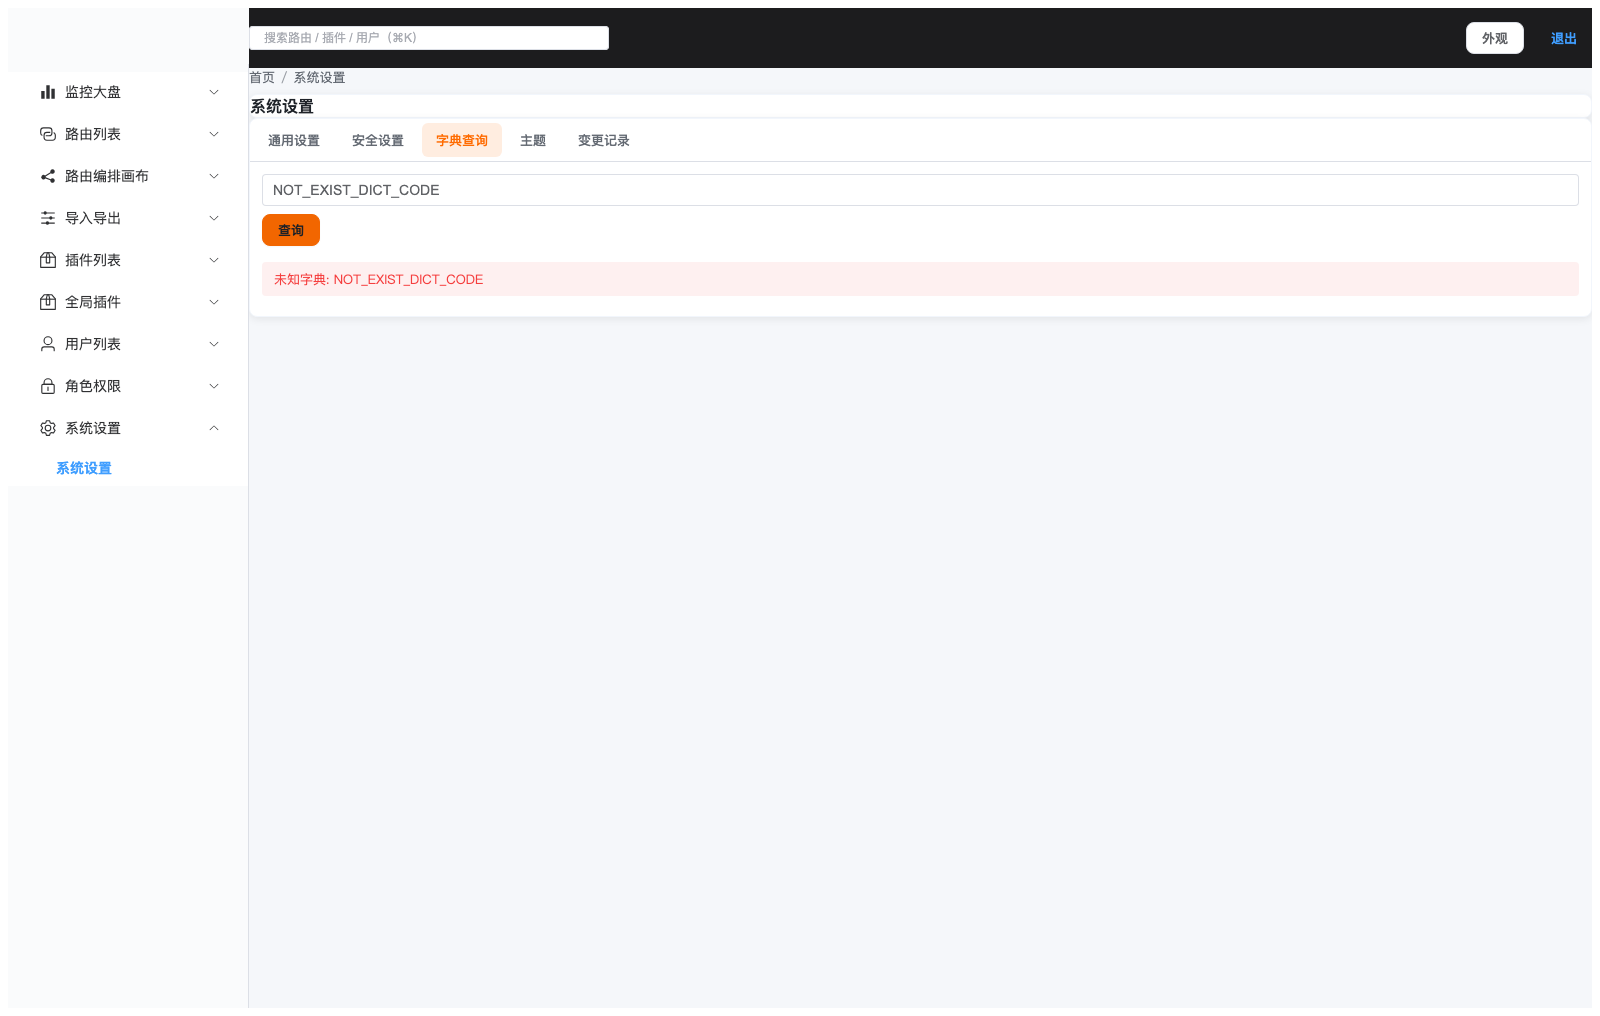 搜索路由 / 插件 / 用户（⌘K）
外观
退出
监控大盘
路由列表
路由编排画布
导入导出
插件列表
全局插件
用户列表
角色权限
系统设置
系统设置
首页 / 系统设置
系统设置
通用设置 安全设置 字典查询 主题 变更记录
NOT_EXIST_DICT_CODE
查询
未知字典: NOT_EXIST_DICT_CODE